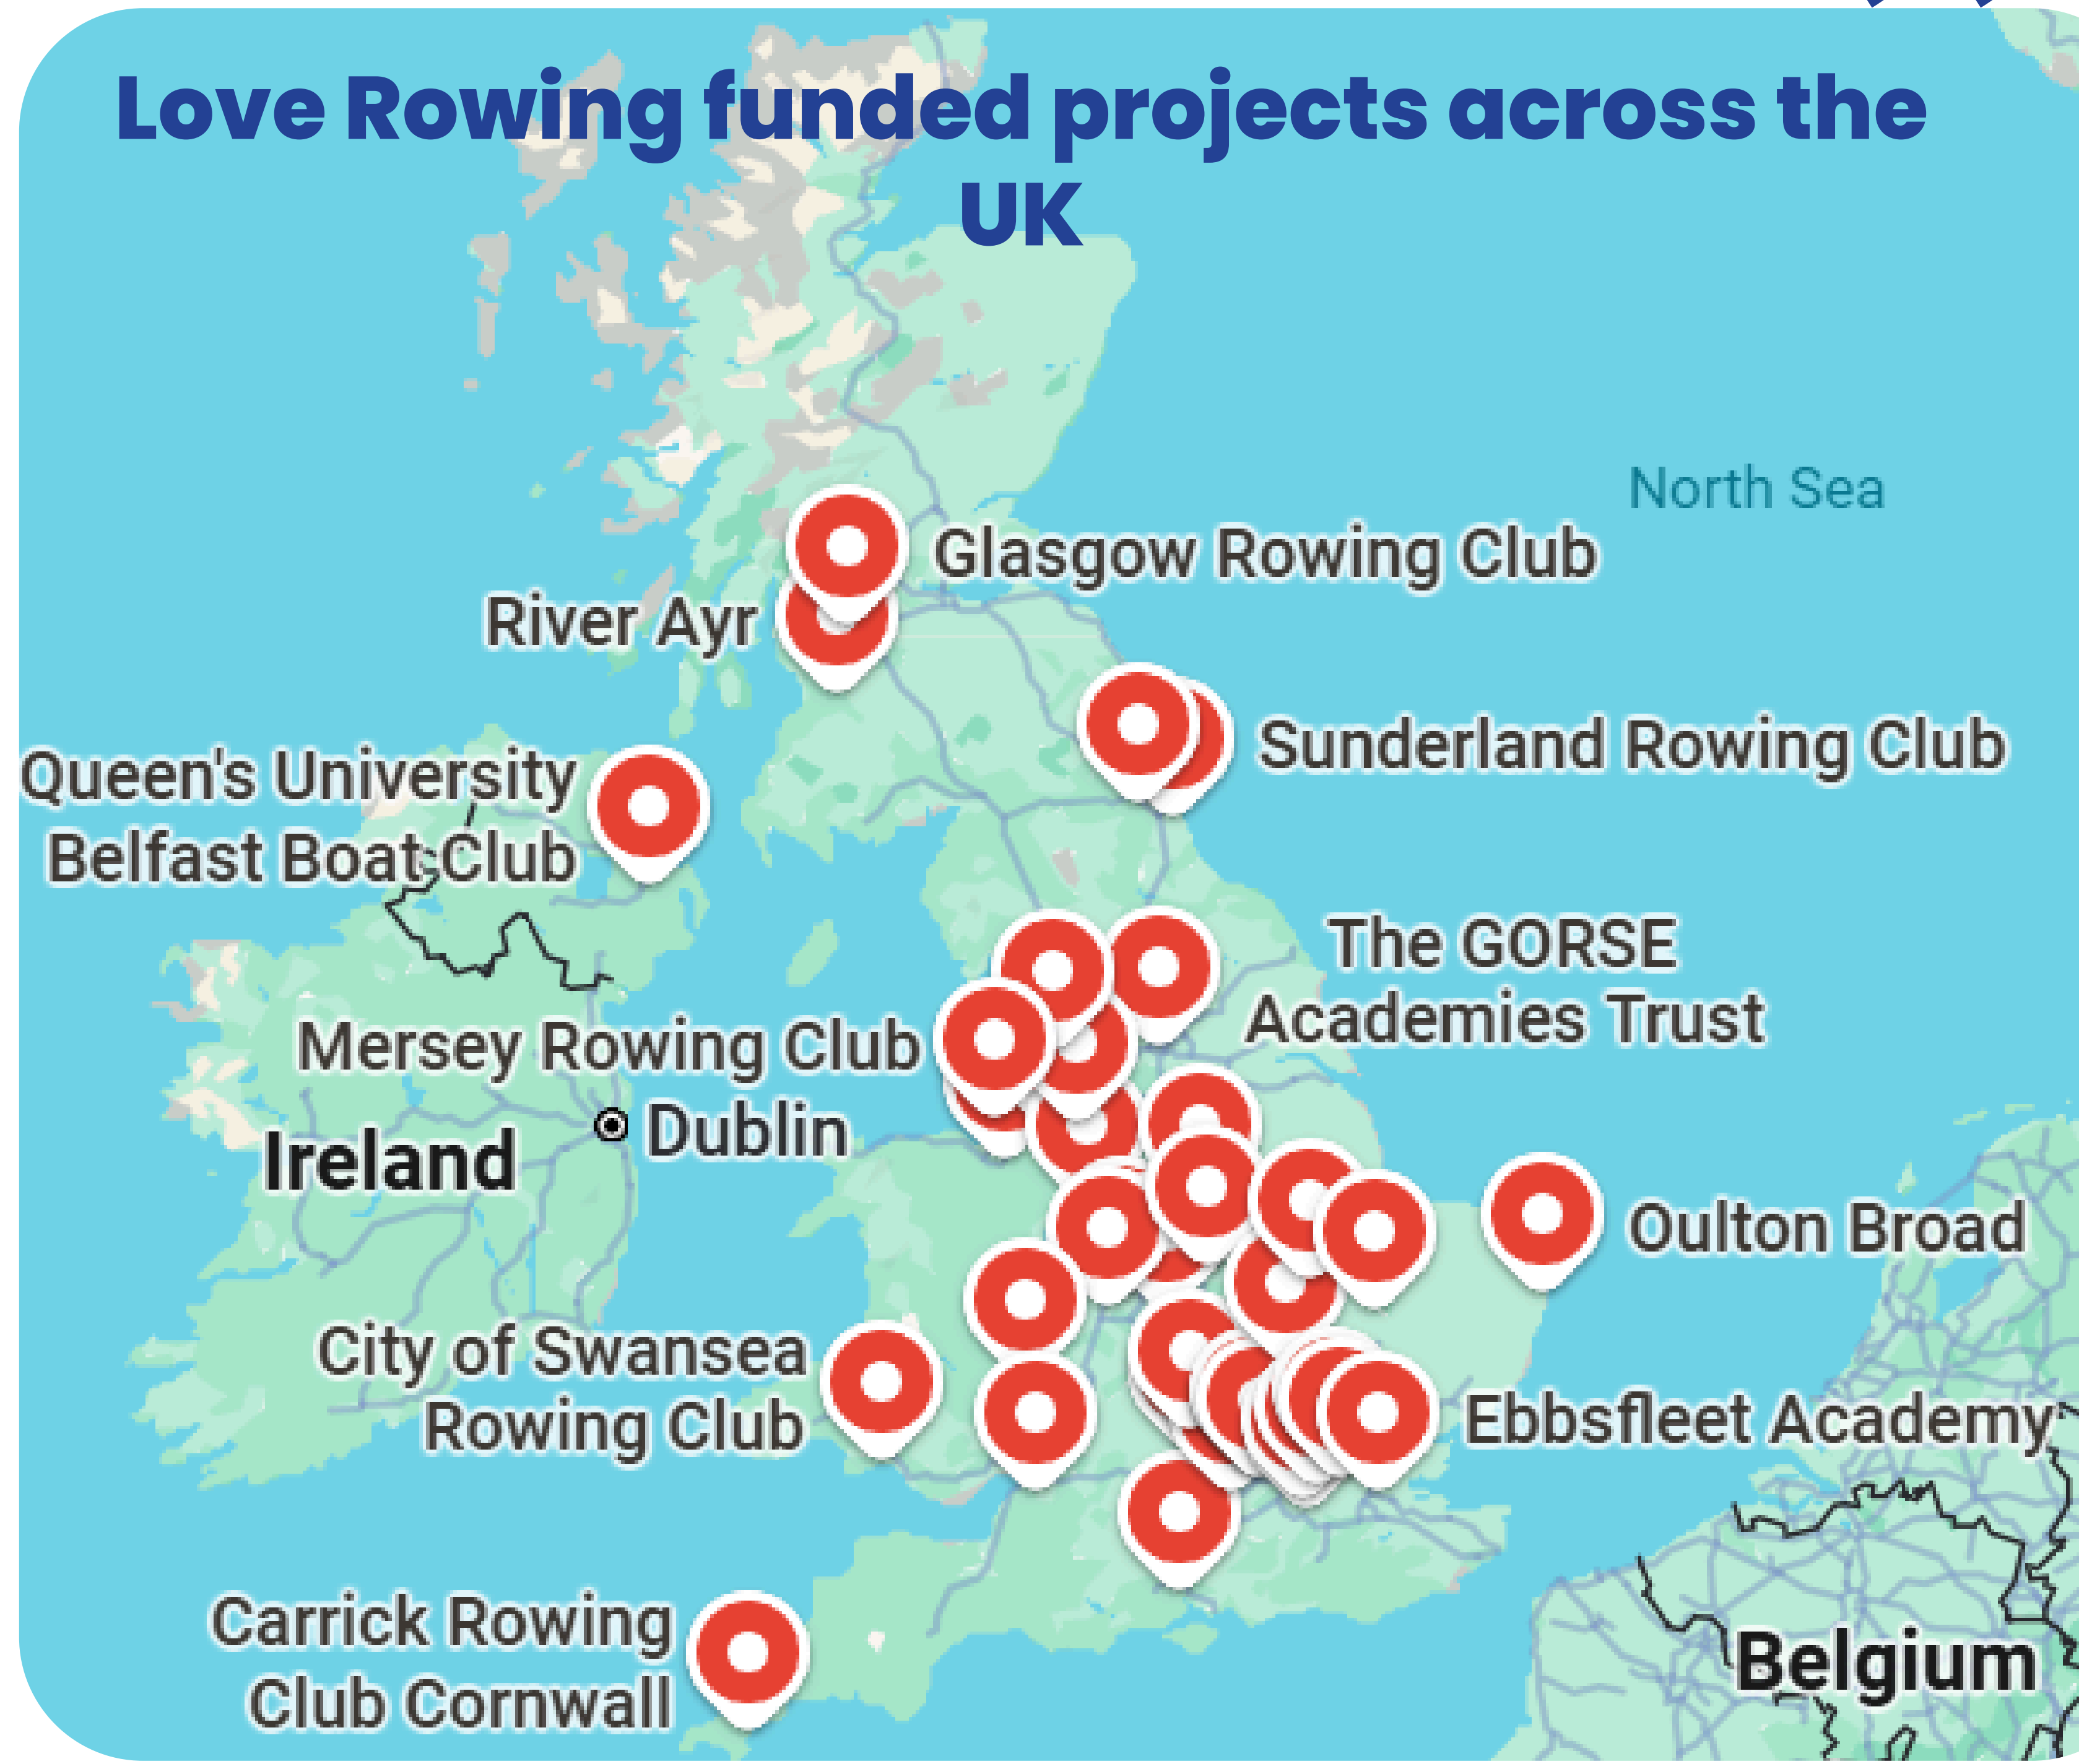 Love Rowing funded projects across the
UK
North Sea
Glasgow Rowing Club
River Ayr
Sunderland Rowing Club
Queen's University
Belfast Boat Club
The GORSE
Academies Trust
Mersey Rowing Club
Dublin
Ireland
Oulton Broad
City of Swansea
Rowing Club
Ebbsfleet Academy
Carrick Rowing
Club Cornwall
Belgium